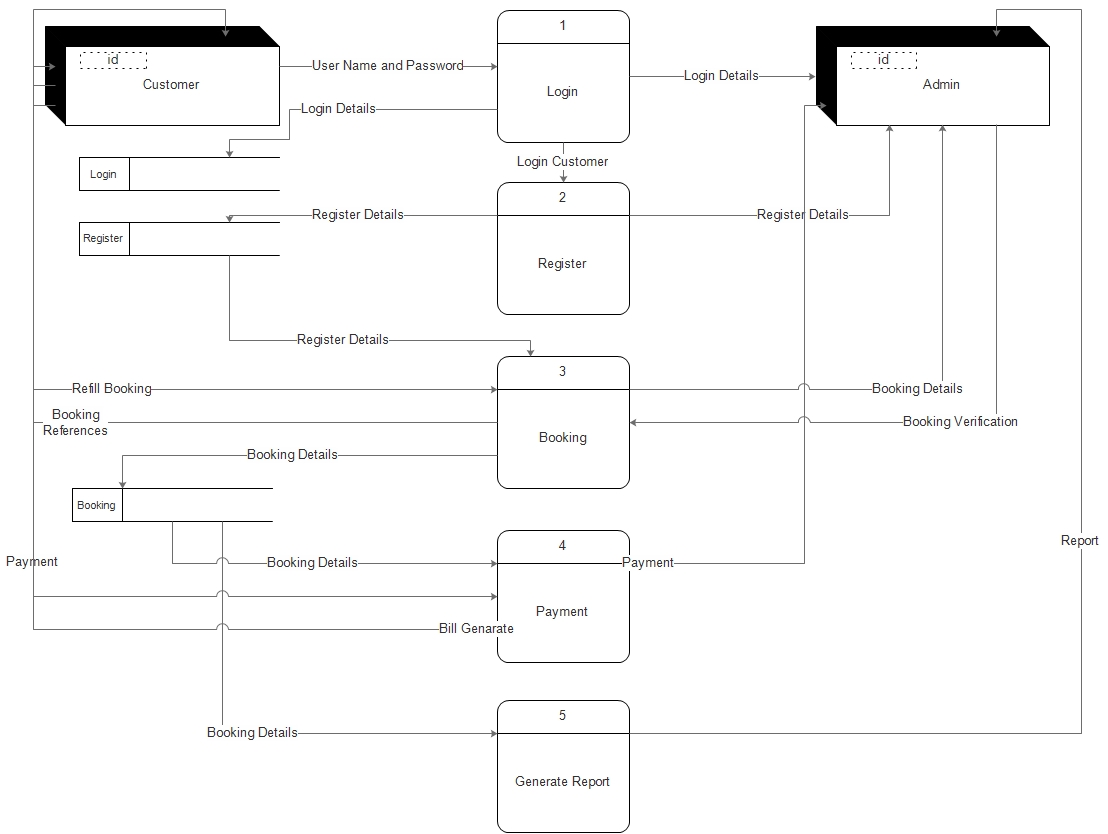 1
id
id
User Name and Password
Login Details
Customer
Admin
Login
Login Details
Login Customer
Login
2
Register Details
Register Details
Register
Register
Register Details
3
Refill Booking
Booking Details
Booking
References
Booking Verification
Booking
Booking Details
Booking
4
Report
Payment
Booking Details
Payment
Payment
Bill Genarate
5
Booking Details
Generate Report